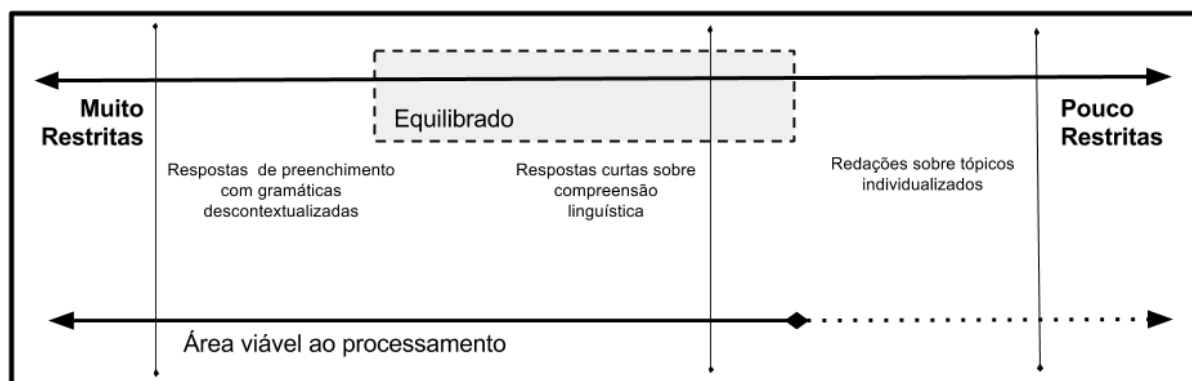 Muito
Restritas
Equilibrado
Pouco
Restritas
Respostas de preenchimento
com gramáticas
descontextualizadas
Respostas curtas sobre
compreensão
linguística
Redações sobre tópicos
individualizados
Área viável ao processamento